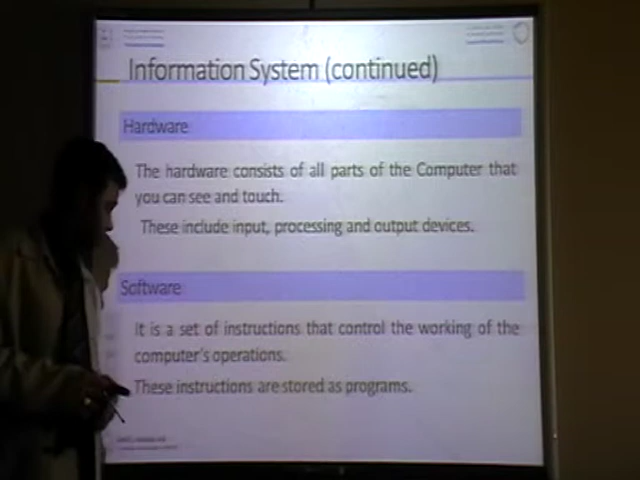 Information System (continued)
Hardware
The hardware consists of all parts of the Computer that
you can see and touch.
These include input, processing and output devices.
Software
It is a set of instructions that control the working of the
computer's operations.
These instructions are stored as programs.